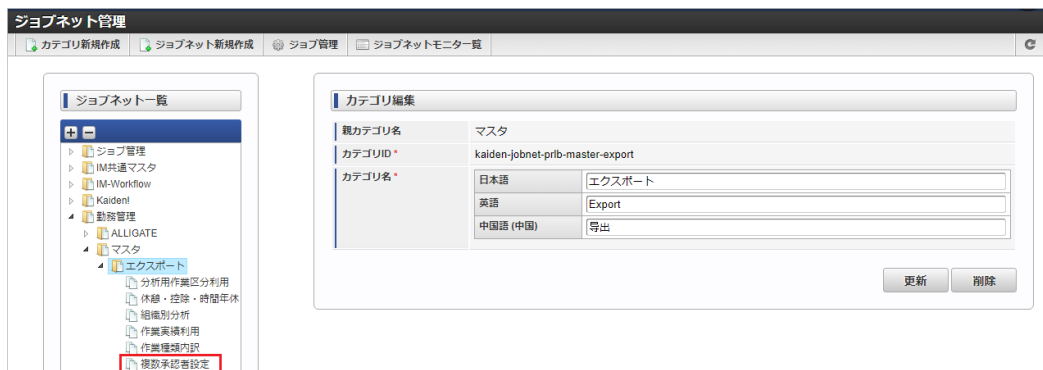 ジョブネット管理
カテゴリ新規作成 ジョブネット新規作成 ジョブ管理 ジョブネットモニタ一覧
ジョブネット一覧
ジョブ管理
IM共通マスタ
IM-Workflow
Kaiden!
勤務管理
ALLIGATE
マスタ
エクスポート
分析用作業区分利用
休憩・控除・時間年休
組織別分析
作業実績利用
作業種類内訳
複数承認者設定
カテゴリ編集
親カテゴリ名 マスタ
カテゴリID * kaiden-jobnet-prlb-master-export
カテゴリ名 * 日本語 エクスポート
英語 Export
中国語 (中国) 导出
更新 削除